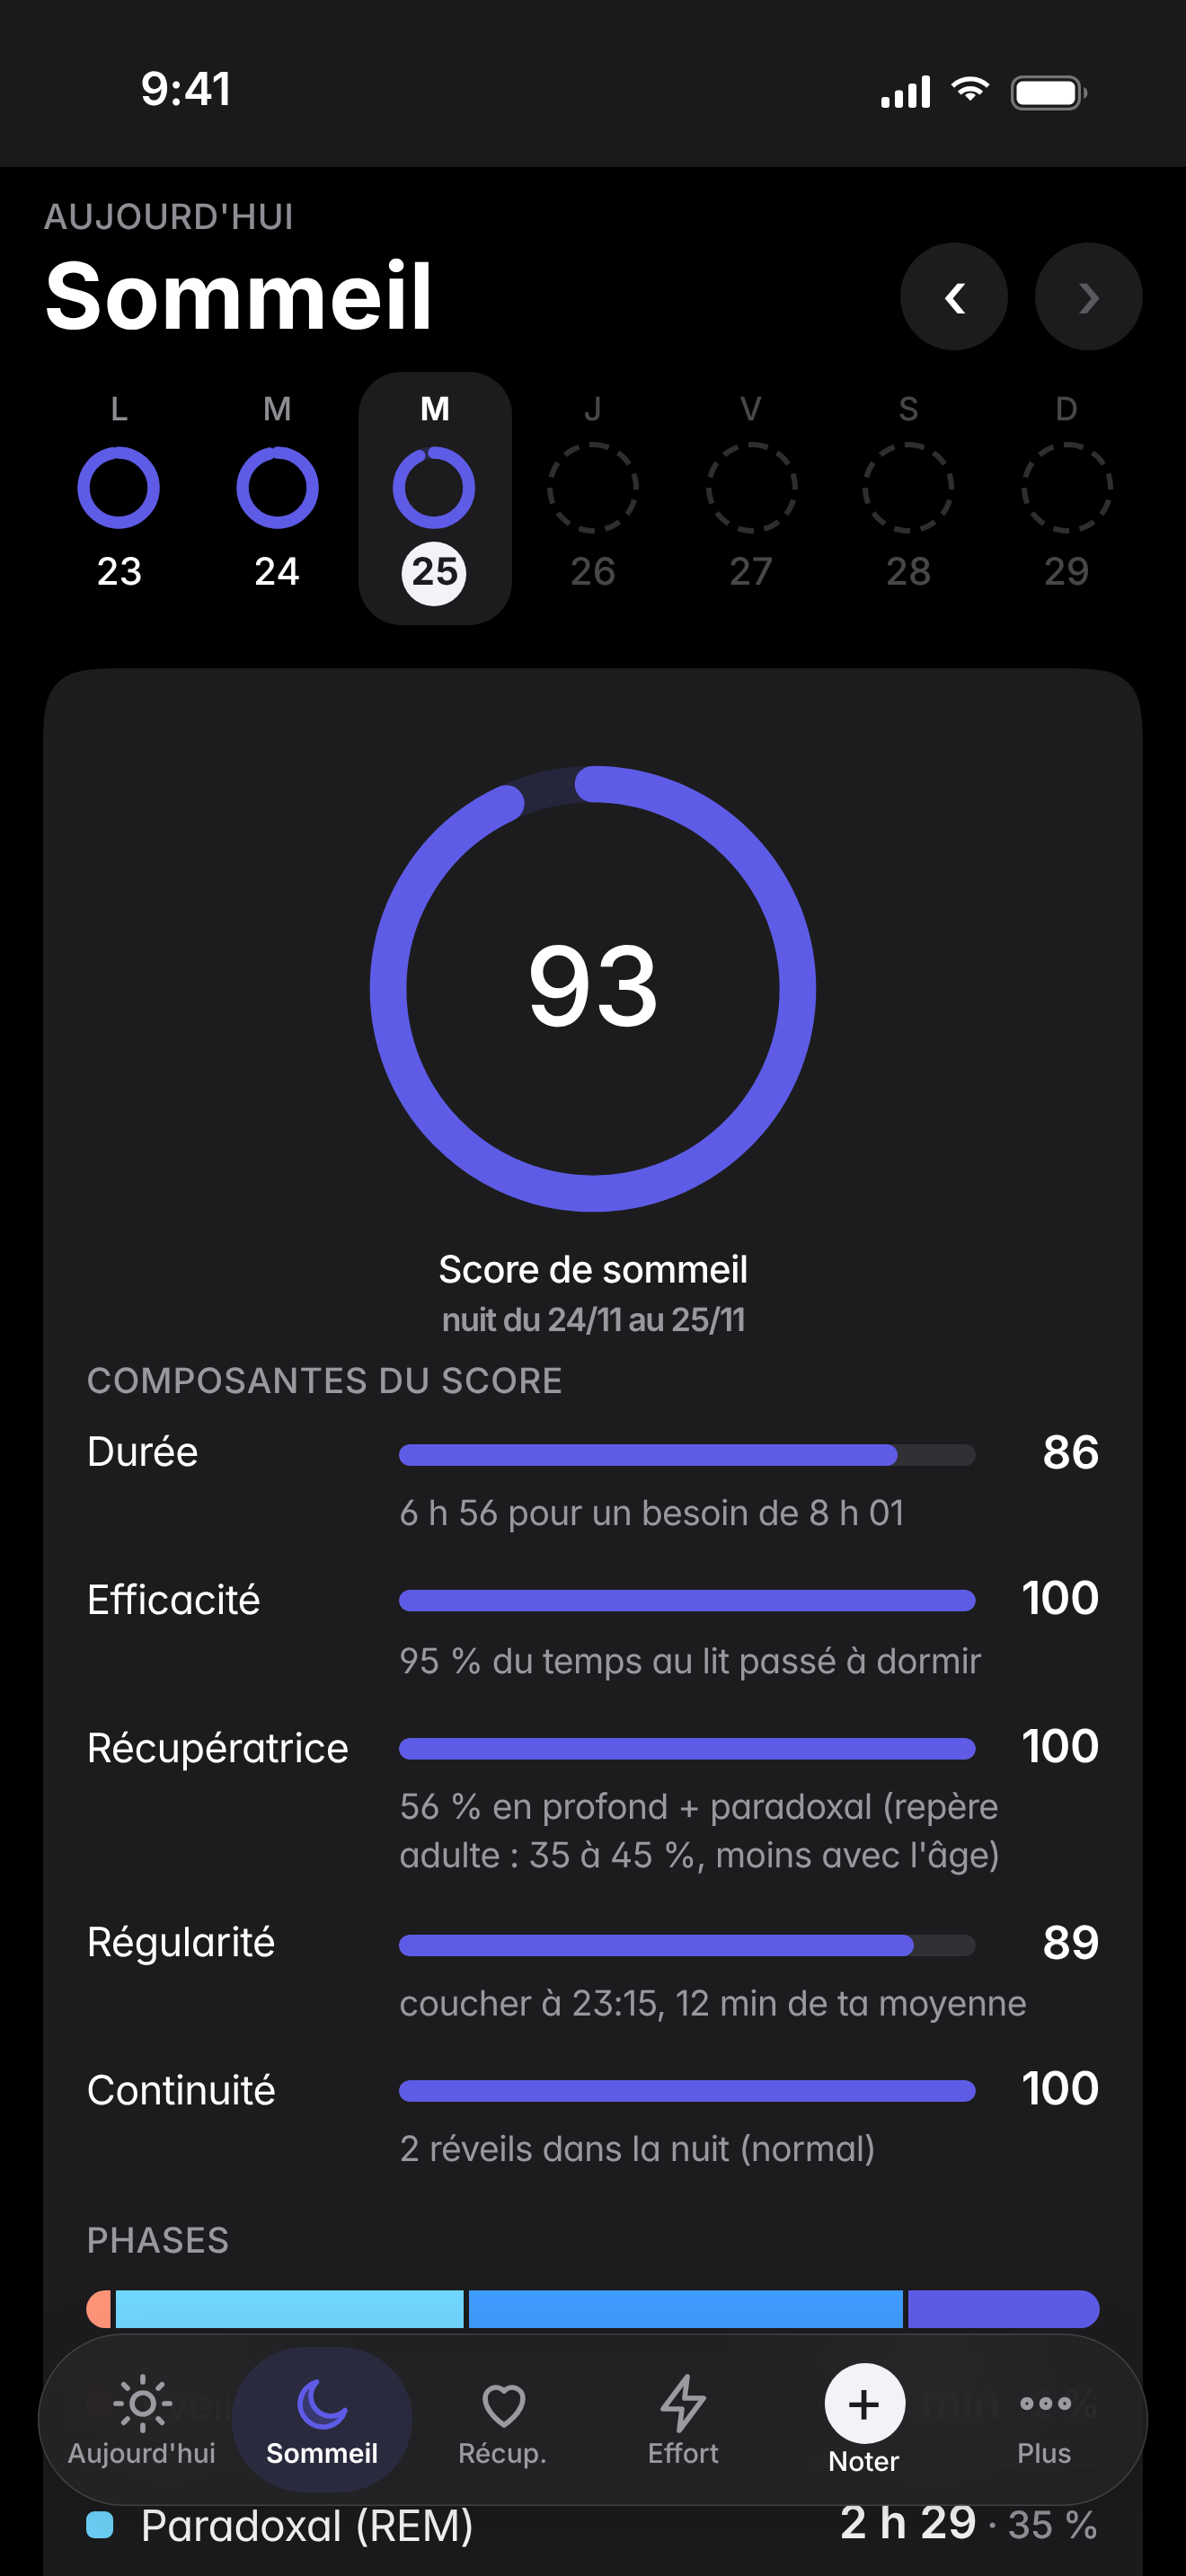 9:41
AUJOURD'HUI
Sommeil
L M M J V S D
23 24 25 26 27 28 29
93
Score de sommeil
nuit du 24/11 au 25/11
COMPOSANTES DU SCORE
Durée 86
6 h 56 pour un besoin de 8 h 01
Efficacité 100
95 % du temps au lit passé à dormir
Récupératrice 100
56 % en profond + paradoxal (repère
adulte : 35 à 45 %, moins avec l'âge)
Régularité 89
coucher à 23:15, 12 min de ta moyenne
Continuité 100
2 réveils dans la nuit (normal)
PHASES
Aujourd'hui Sommeil Récup. Effort Noter Plus
Paradoxal (REM) 2 h 29 · 35 %